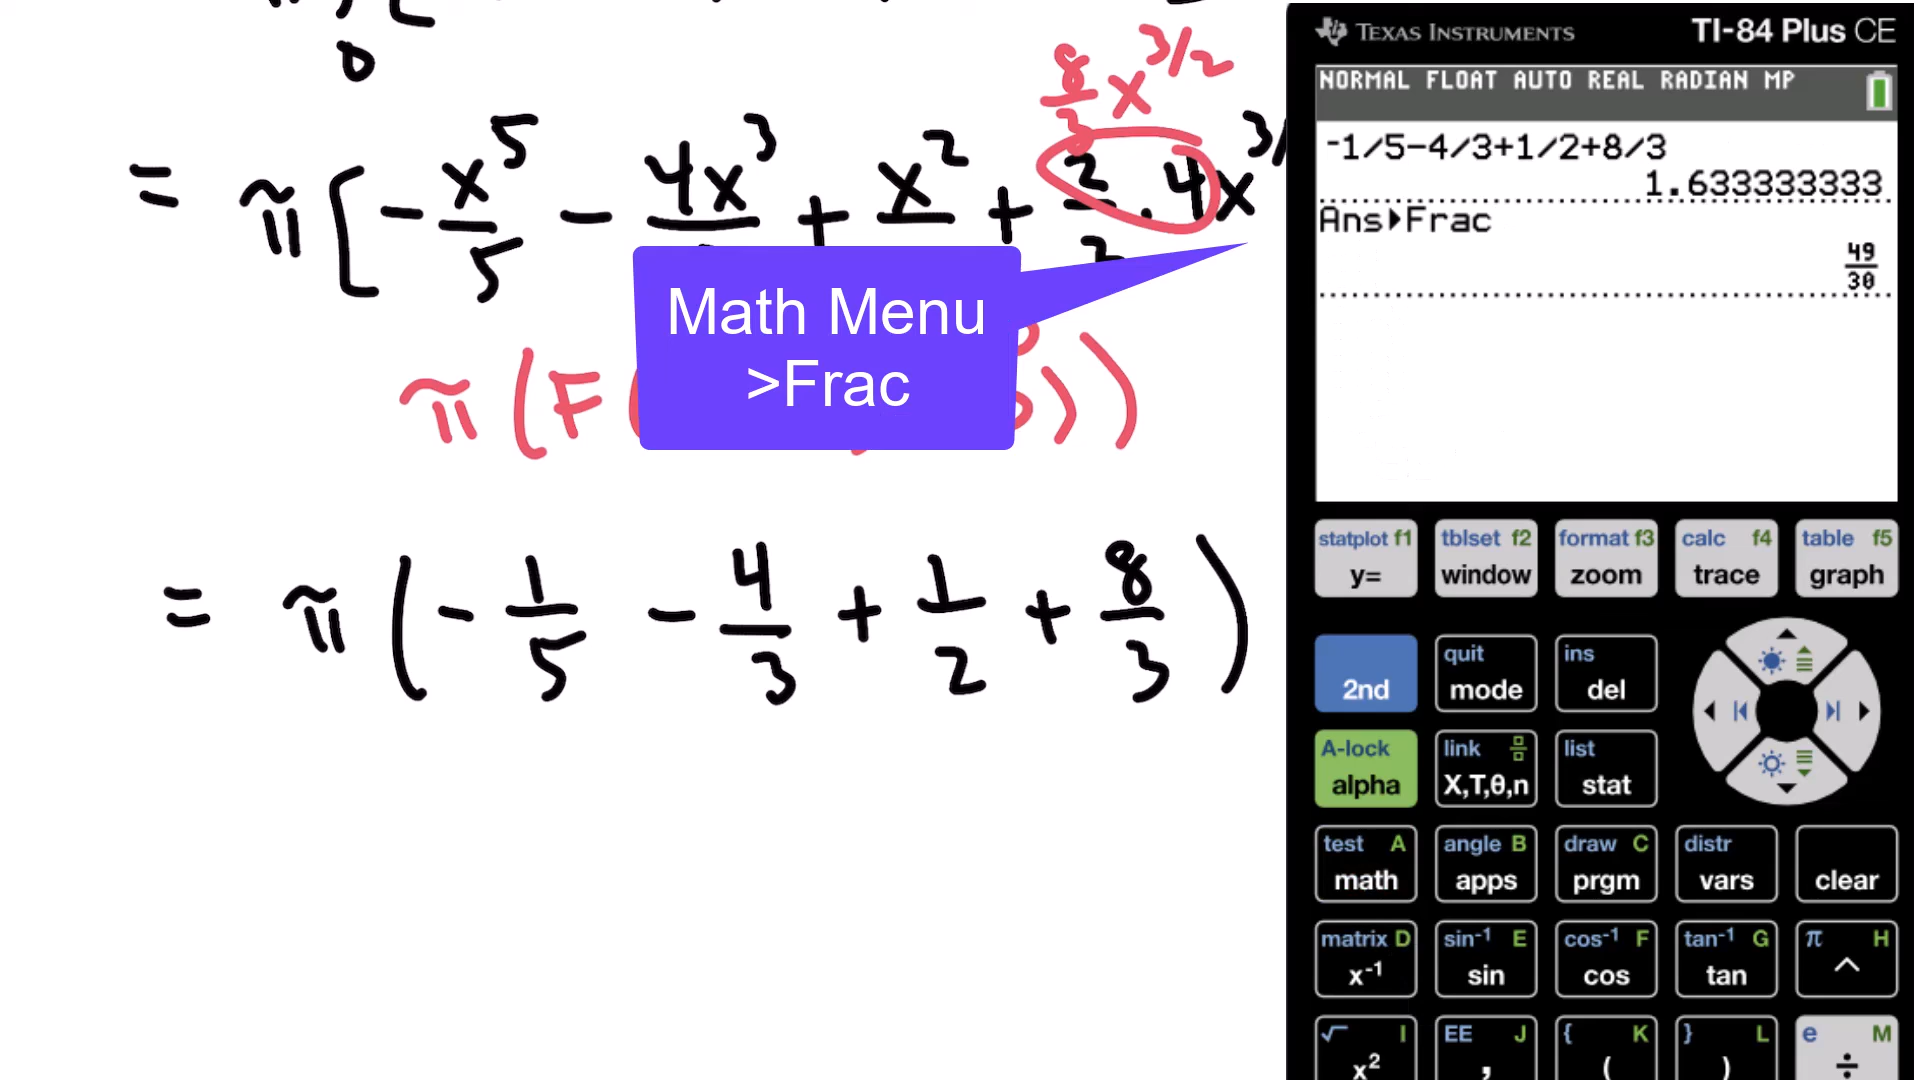 0
8/3 x^3/2
= π[ - x^5/5 - 4x^3 + x^2 + 2/3 · 4x^3/
Math Menu
>Frac
π(F( ))
= π( - 1/5 - 4/3 + 1/2 + 8/3 )
TEXAS INSTRUMENTS TI-84 Plus CE
NORMAL FLOAT AUTO REAL RADIAN MP
-1/5-4/3+1/2+8/3
1.633333333
Ans▶Frac
49/30
statplot f1 tblset f2 format f3 calc f4 table f5
y= window zoom trace graph
quit ins
2nd mode del
A-lock link list
alpha X,T,θ,n stat
test A angle B draw C distr
math apps prgm vars clear
matrix D sin⁻¹ E cos⁻¹ F tan⁻¹ G π H
x⁻¹ sin cos tan ^
√ I EE J { K } L e M
x² , ( ) ÷